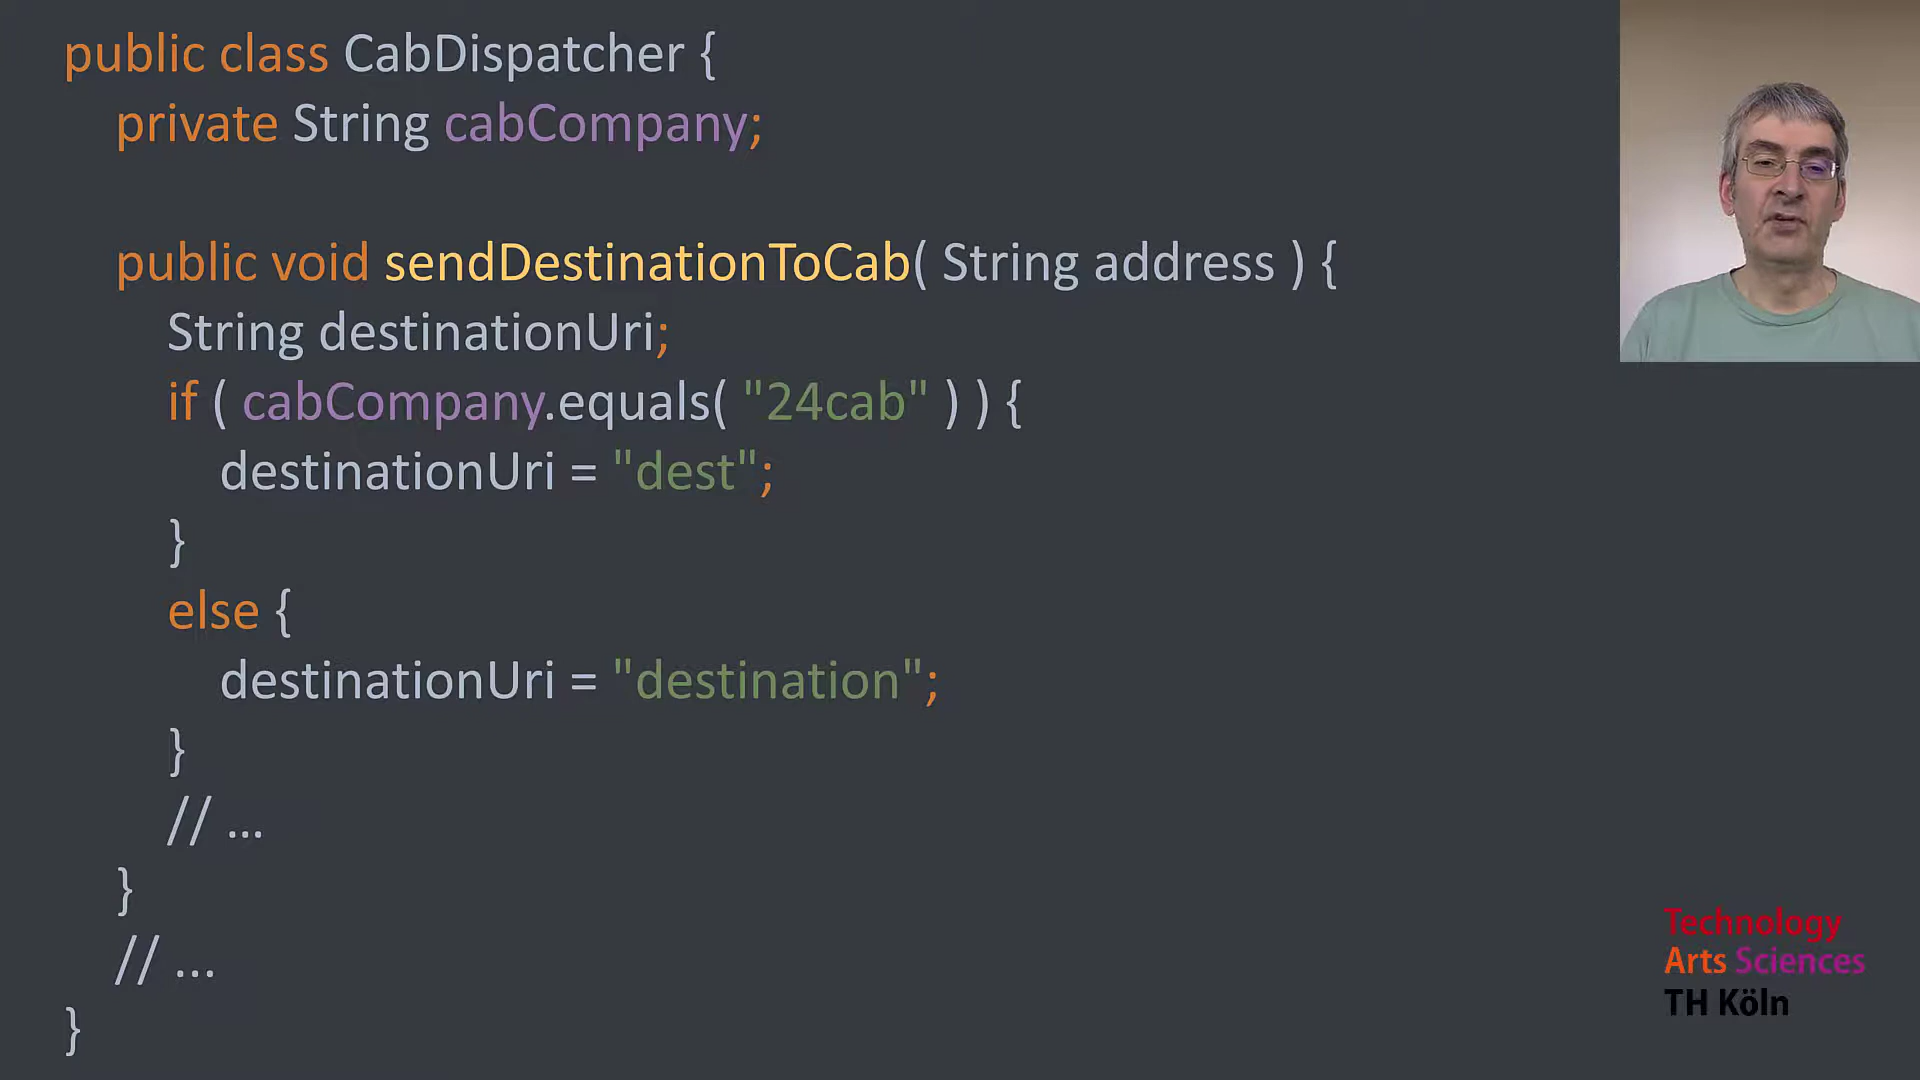 public class CabDispatcher {
private String cabCompany;
public void sendDestinationToCab( String address ) {
String destinationUri;
if ( cabCompany.equals( "24cab" ) ) {
destinationUri = "dest";
}
else {
destinationUri = "destination";
}
// ...
}
// ...
}
Technology
Arts Sciences
TH Köln